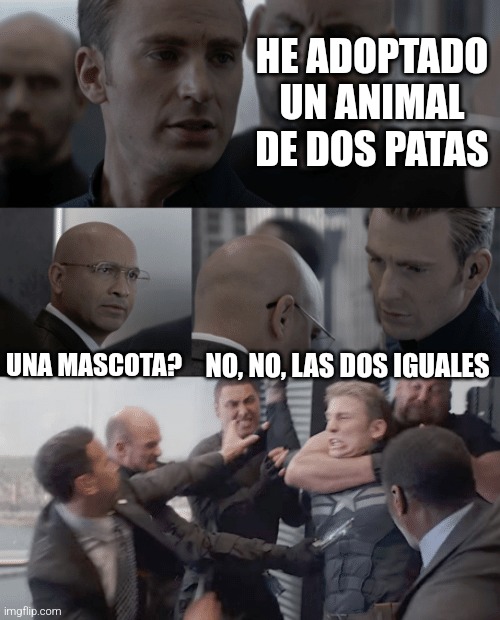 HE ADOPTADO
UN ANIMAL
DE DOS PATAS
UNA MASCOTA?
NO, NO, LAS DOS IGUALES
imgflip.com